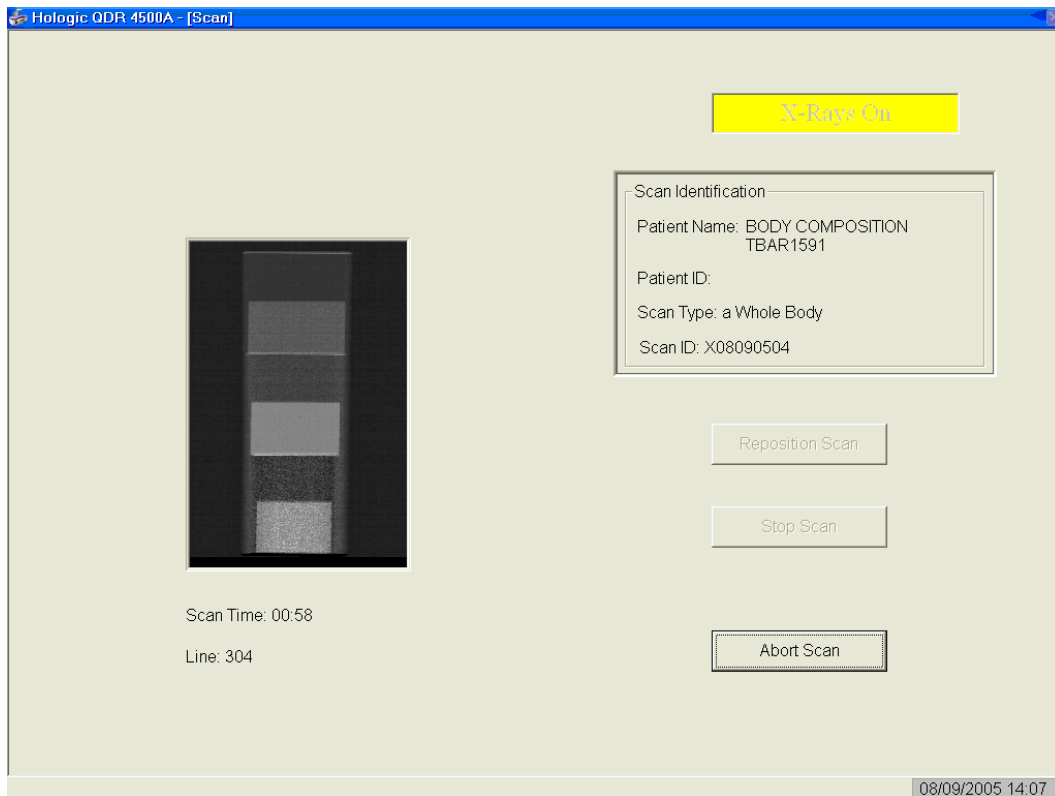 Hologic QDR 4500A - [Scan]
X-Rays On
Scan Identification
Patient Name: BODY COMPOSITION
TBAR1591
Patient ID:
Scan Type: a Whole Body
Scan ID: X08090504
Reposition Scan
Stop Scan
Scan Time: 00:58
Line: 304
Abort Scan
08/09/2005 14:07